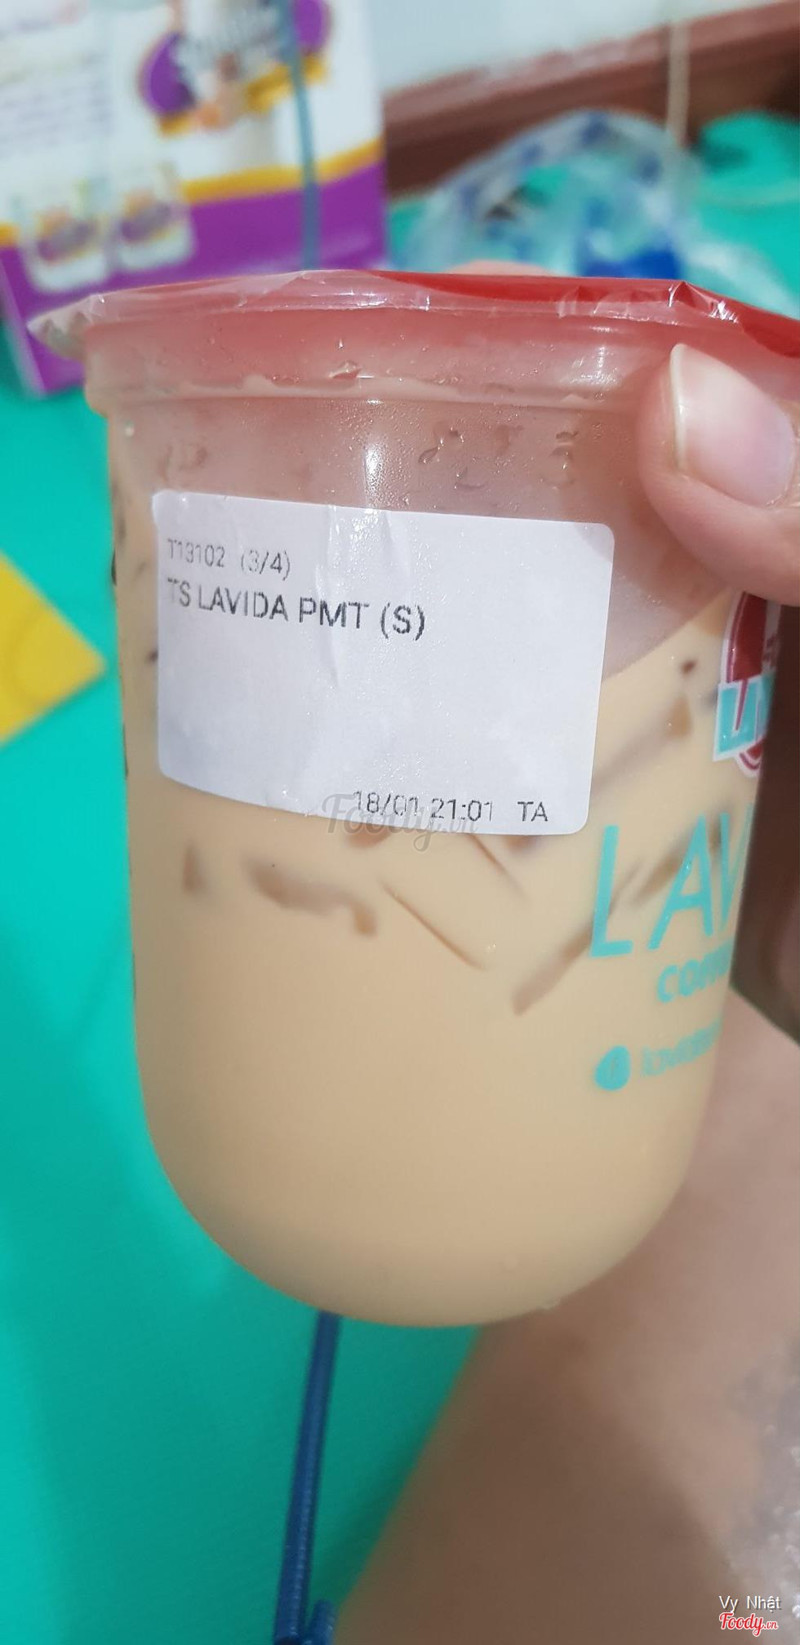 T13102 (3/4)
TS LAVIDA PMT (S)
18/01 21:01 TA
Foody.vn
LAV
Vy Nhật
Foody.vn